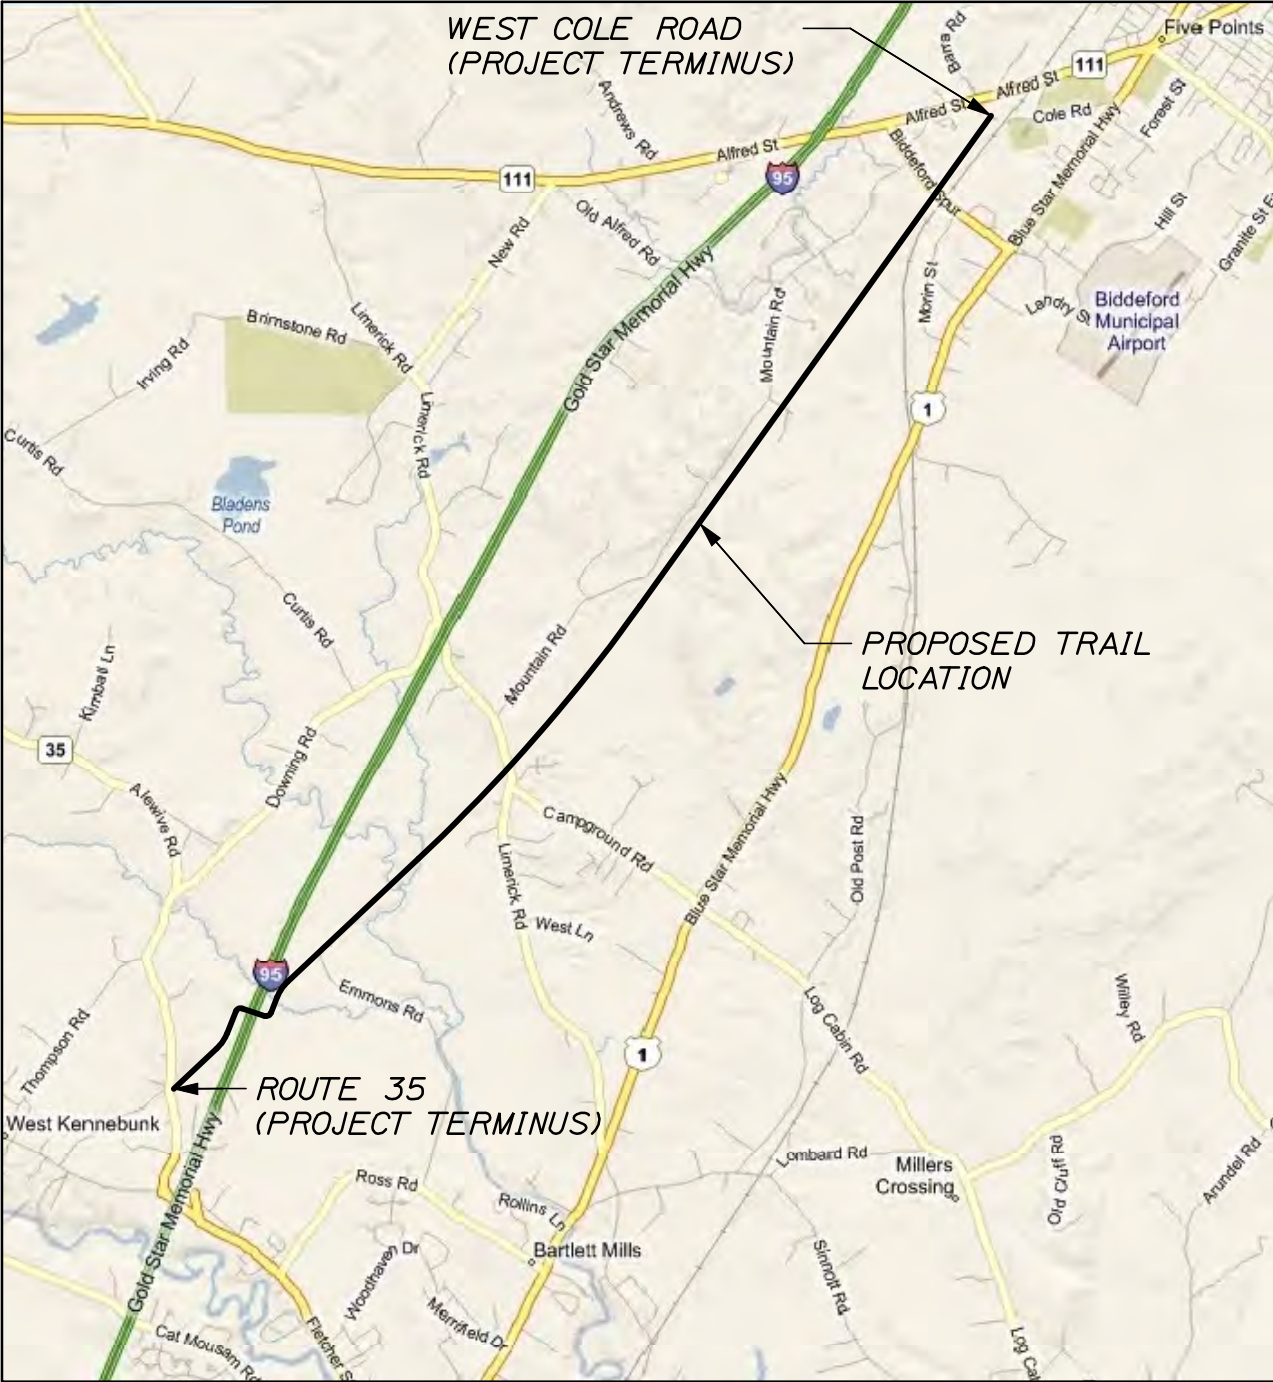 WEST COLE ROAD
(PROJECT TERMINUS)
Barra Rd
Five Points
111
Alfred St
Alfred St
Alfred St
Andrews Rd
Cole Rd
Forest St
95
111
Biddeford Spur
Blue Star Memorial Hwy
Hill St
Granite St E
Old Alfred Rd
New Rd
Gold Star Memorial Hwy
Morin St
Landry St
Biddeford
Municipal
Airport
Mountain Rd
Brimstone Rd
Limerick Rd
Irving Rd
Limerick Rd
1
Curtis Rd
Bladens
Pond
Curtis Rd
Mountain Rd
PROPOSED TRAIL
LOCATION
Kimball Ln
35
Downing Rd
Alewive Rd
Campground Rd
Blue Star Memorial Hwy
Old Post Rd
Limerick Rd
West Ln
95
Emmons Rd
Log Cabin Rd
Willey Rd
Thompson Rd
1
ROUTE 35
(PROJECT TERMINUS)
West Kennebunk
Gold Star Memorial Hwy
Lombard Rd
Millers
Crossing
Old Cluff Rd
Arundel Rd
Ross Rd
Rollins Ln
Bartlett Mills
Woodhaven Dr
Sinnott Rd
Merrifield Dr
Fletcher S
Cat Mousam Rd
Log Cab